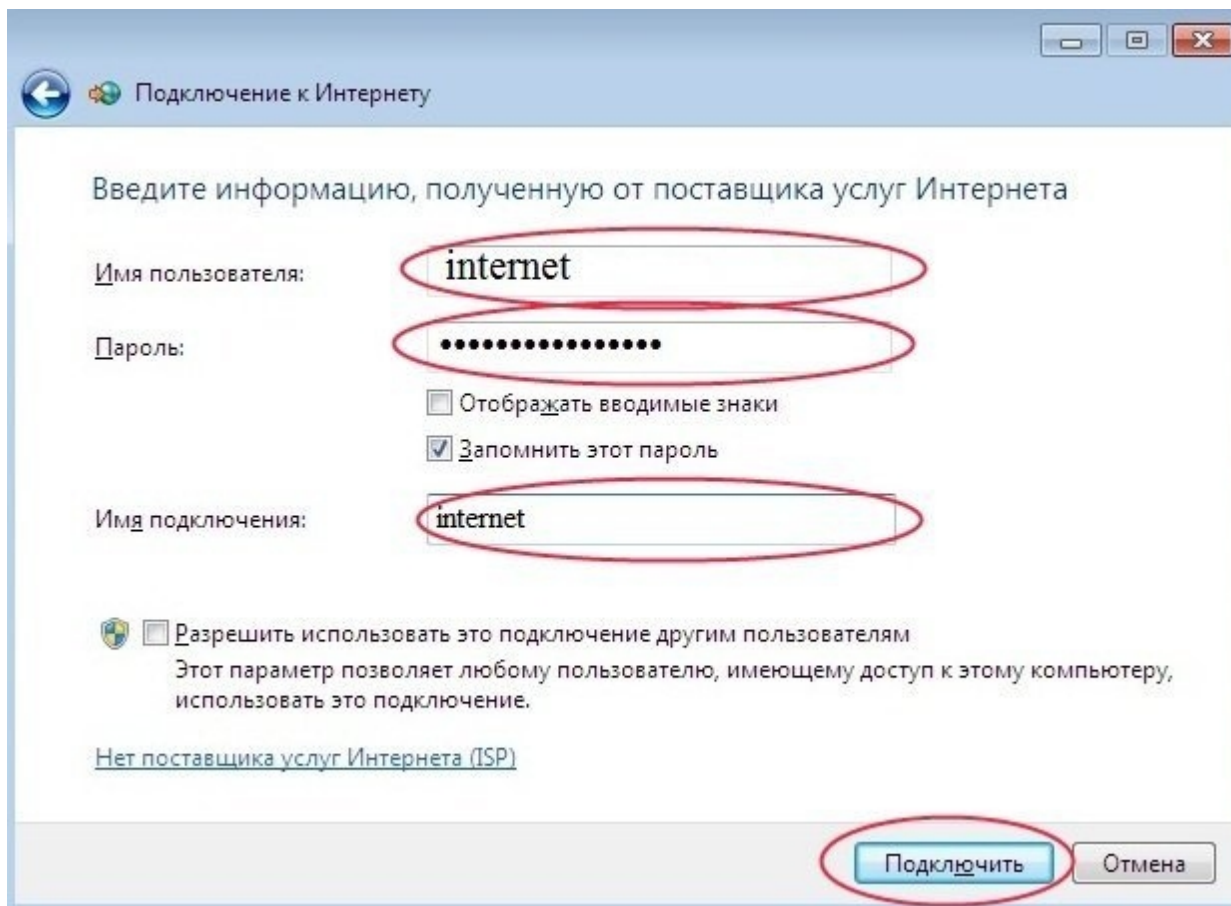 Подключение к Интернету
Введите информацию, полученную от поставщика услуг Интернета
Имя пользователя: internet
Пароль: ••••••••••••••••
Отображать вводимые знаки
Запомнить этот пароль
Имя подключения: internet
Разрешить использовать это подключение другим пользователям
Этот параметр позволяет любому пользователю, имеющему доступ к этому компьютеру,
использовать это подключение.
Нет поставщика услуг Интернета (ISP)
Подключить Отмена